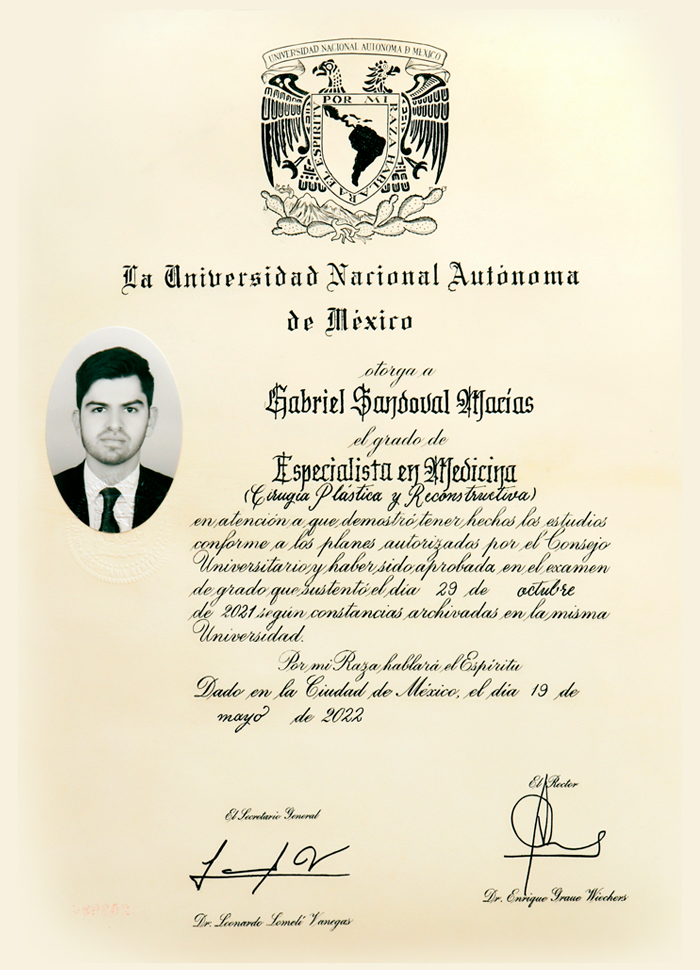 UNIVERSIDAD NACIONAL AUTONOMA D MEXICO
POR MI RAZA HABLARA EL ESPIRITU
La Universidad Nacional Autónoma
de México
otorga a
Gabriel Sandoval Macías
el grado de
Especialista en Medicina
(Cirugía Plástica y Reconstructiva)
en atención a que demostró tener hechos los estudios
conforme a los planes autorizados por el Consejo
Universitario y haber sido aprobada en el examen
de grado que sustentó el día 29 de octubre
de 2021 según constancias archivadas en la misma
Universidad.
Por mi Raza hablará el Espíritu
Dado en la Ciudad de México, el día 19 de
mayo de 2022
El Secretario General
El Rector
Dr. Leonardo Lomelí Vanegas
Dr. Enrique Graue Wiechers